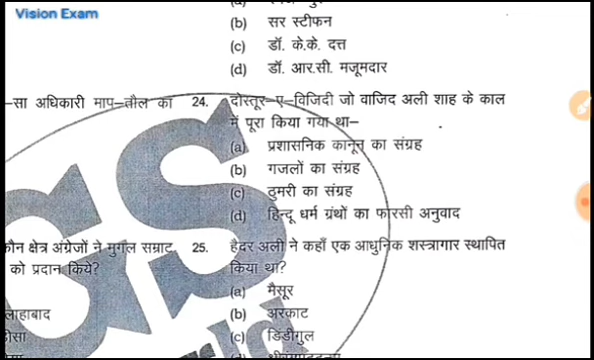 Vision Exam
(b) सर स्टीफन
(c) डॉ. के.के. दत्त
(d) डॉ. आर.सी. मजूमदार
–सा अधिकारी माप–तौल का
24. दोस्तूर–ए–विजिदी जो वाजिद अली शाह के काल
में पूरा किया गया था–
(a) प्रशासनिक कानून का संग्रह
(b) गजलों का संग्रह
(c) ठुमरी का संग्रह
(d) हिन्दू धर्म ग्रंथों का फारसी अनुवाद
कौन क्षेत्र अंग्रेजों ने मुगल सम्राट
को प्रदान किये?
लाहाबाद
25. हैदर अली ने कहाँ एक आधुनिक शस्त्रागार स्थापित
किया था?
(a) मैसूर
(b) अरकाट
(c) डिंडीगुल